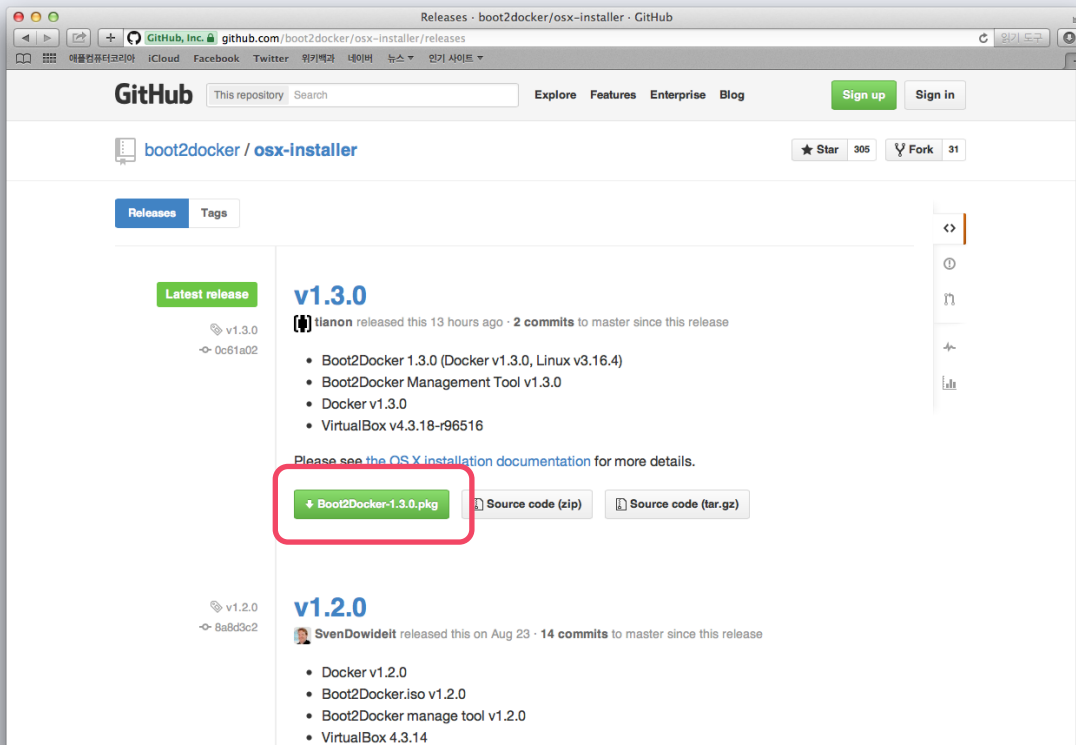 Releases · boot2docker/osx-installer · GitHub
GitHub, Inc. github.com/boot2docker/osx-installer/releases 읽기 도구
애플컴퓨터코리아 iCloud Facebook Twitter 위키백과 네이버 뉴스 인기 사이트
GitHub This repository Search Explore Features Enterprise Blog Sign up Sign in
boot2docker / osx-installer Star 305 Fork 31
Releases Tags
Latest release
v1.3.0
0c61a02
v1.3.0
tianon released this 13 hours ago · 2 commits to master since this release
• Boot2Docker 1.3.0 (Docker v1.3.0, Linux v3.16.4)
• Boot2Docker Management Tool v1.3.0
• Docker v1.3.0
• VirtualBox v4.3.18-r96516
Please see the OS X installation documentation for more details.
Boot2Docker-1.3.0.pkg Source code (zip) Source code (tar.gz)
v1.2.0
8a8d3c2
v1.2.0
SvenDowideit released this on Aug 23 · 14 commits to master since this release
• Docker v1.2.0
• Boot2Docker.iso v1.2.0
• Boot2Docker manage tool v1.2.0
• VirtualBox 4.3.14